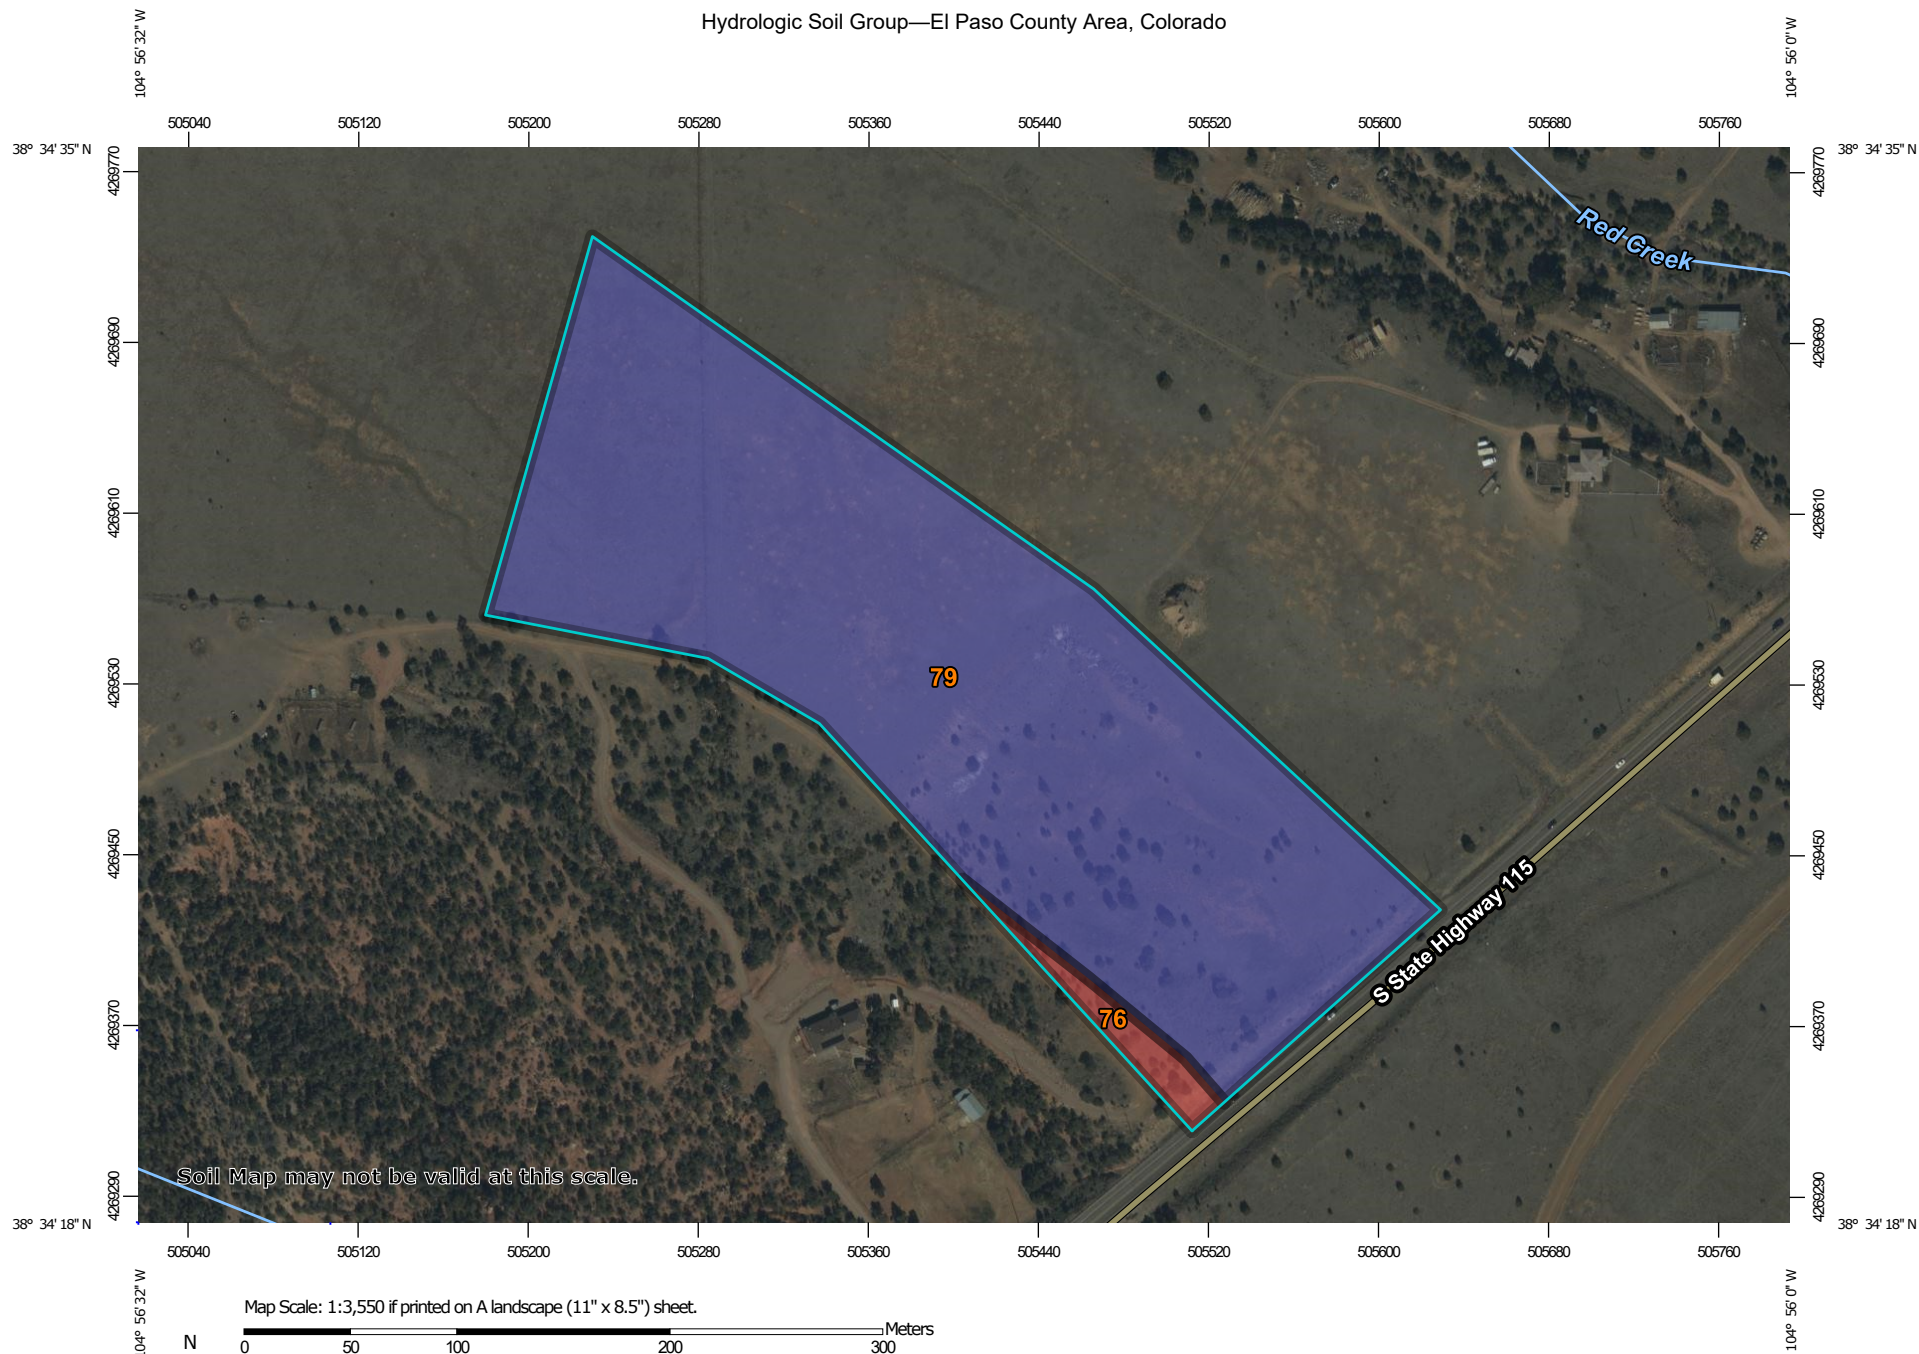 Hydrologic Soil Group—El Paso County Area, Colorado
104° 56' 32" W
104° 56' 0" W
505040 505120 505200 505280 505360 505440 505520 505600 505680 505760
38° 34' 35" N
38° 34' 35" N
4269770
4269770
Red Creek
4269690
4269690
4269610
4269610
79
4269530
4269530
4269450
4269450
S State Highway 115
76
4269370
4269370
Soil Map may not be valid at this scale.
4269290
4269290
38° 34' 18" N
38° 34' 18" N
505040 505120 505200 505280 505360 505440 505520 505600 505680 505760
104° 56' 32" W
104° 56' 0" W
Map Scale: 1:3,550 if printed on A landscape (11" x 8.5") sheet.
Meters
N
0 50 100 200 300